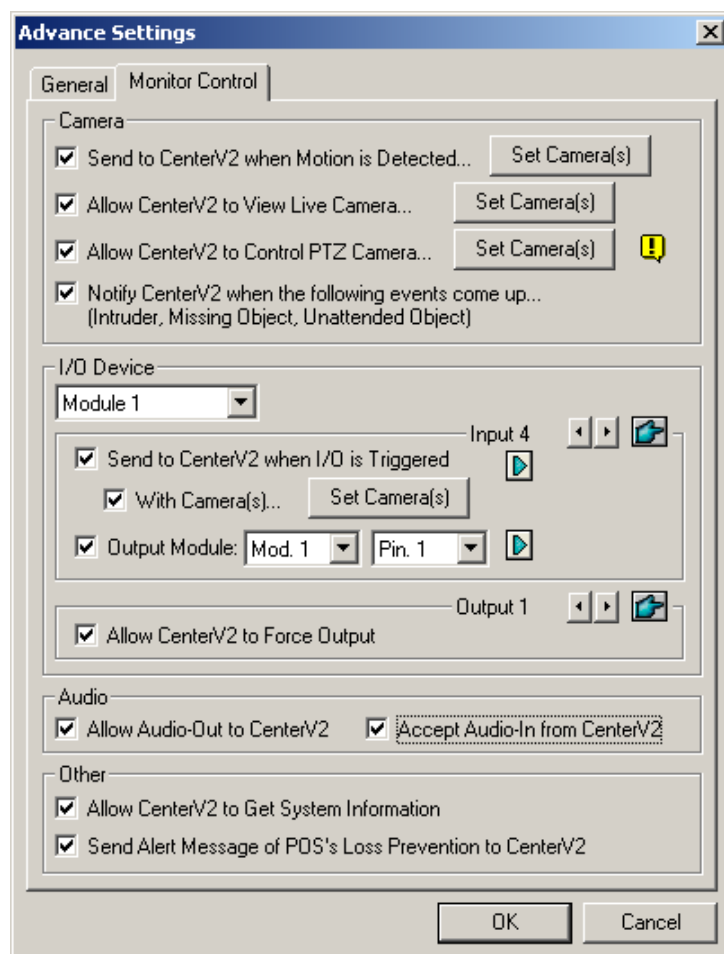 Advance Settings
General
Monitor Control
Camera
Send to CenterV2 when Motion is Detected...
Set Camera(s)
Allow CenterV2 to View Live Camera...
Set Camera(s)
Allow CenterV2 to Control PTZ Camera...
Set Camera(s)
Notify CenterV2 when the following events come up...
(Intruder, Missing Object, Unattended Object)
I/O Device
Module 1
Input 4
Send to CenterV2 when I/O is Triggered
With Camera(s)...
Set Camera(s)
Output Module:
Mod. 1
Pin. 1
Output 1
Allow CenterV2 to Force Output
Audio
Allow Audio-Out to CenterV2
Accept Audio-In from CenterV2
Other
Allow CenterV2 to Get System Information
Send Alert Message of POS's Loss Prevention to CenterV2
OK
Cancel